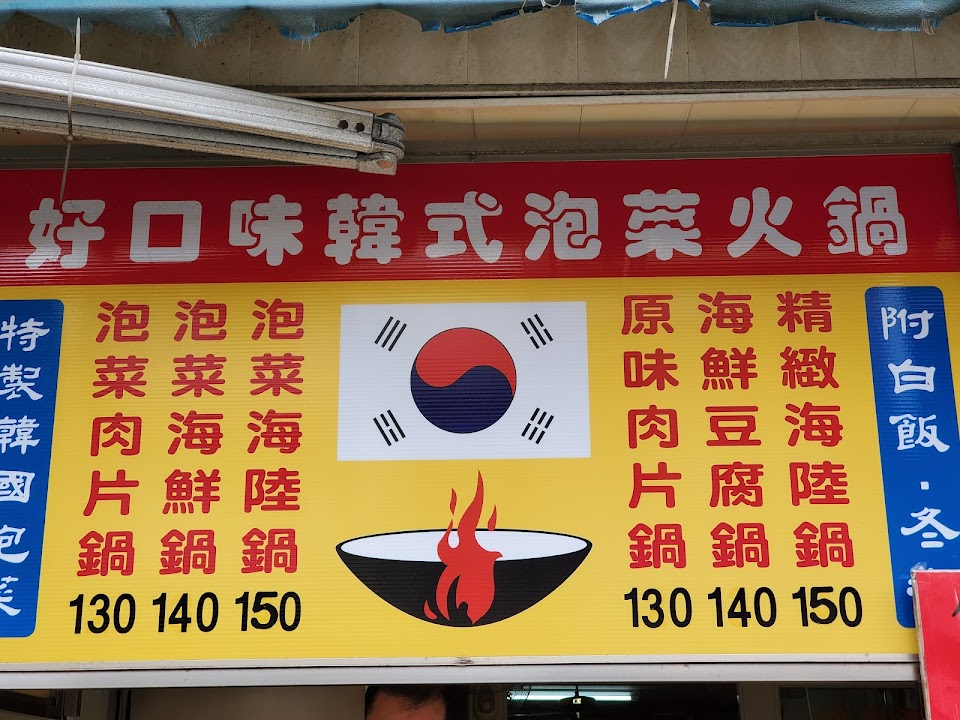 好口味韓式泡菜火鍋
特製韓國泡菜
泡菜肉片鍋
130
泡菜海鮮鍋
140
泡菜海陸鍋
150
原味肉片鍋
130
海鮮豆腐鍋
140
精緻海陸鍋
150
附白飯·冬